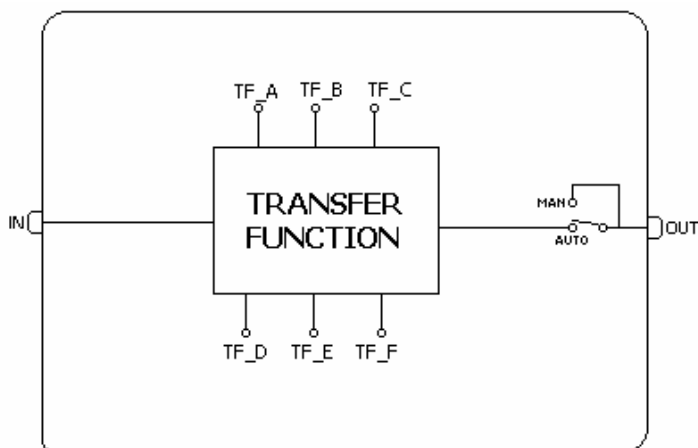 TF_A TF_B TF_C
TRANSFER
FUNCTION
MAN
IN
OUT
AUTO
TF_D TF_E TF_F